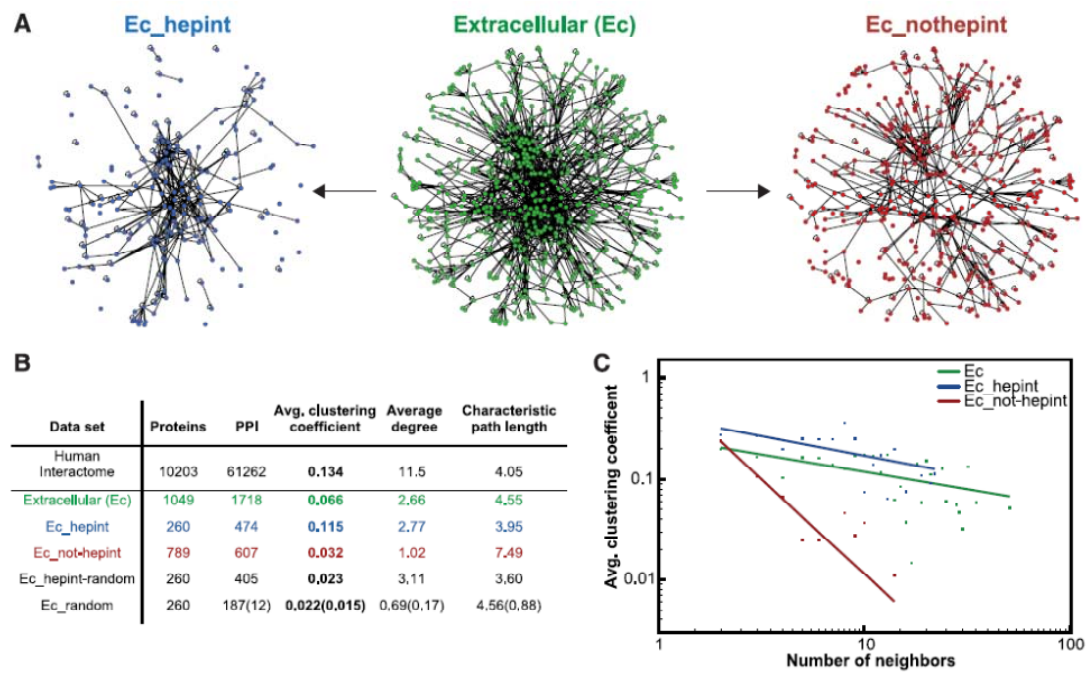 A
Ec_hepint
Extracellular (Ec)
Ec_nothepint
B
Data set Proteins PPI Avg. clustering coefficient Average degree Characteristic path length
Human Interactome 10203 61262 0.134 11.5 4.05
Extracellular (Ec) 1049 1718 0.066 2.66 4.55
Ec_hepint 260 474 0.115 2.77 3.95
Ec_not-hepint 789 607 0.032 1.02 7.49
Ec_hepint-random 260 405 0,023 3,11 3,60
Ec_random 260 187(12) 0.022(0.015) 0.69(0.17) 4.56(0.88)
C
Avg. clustering coefficent
1
0.1
0.01
Ec
Ec_hepint
Ec_not-hepint
1 10 100
Number of neighbors